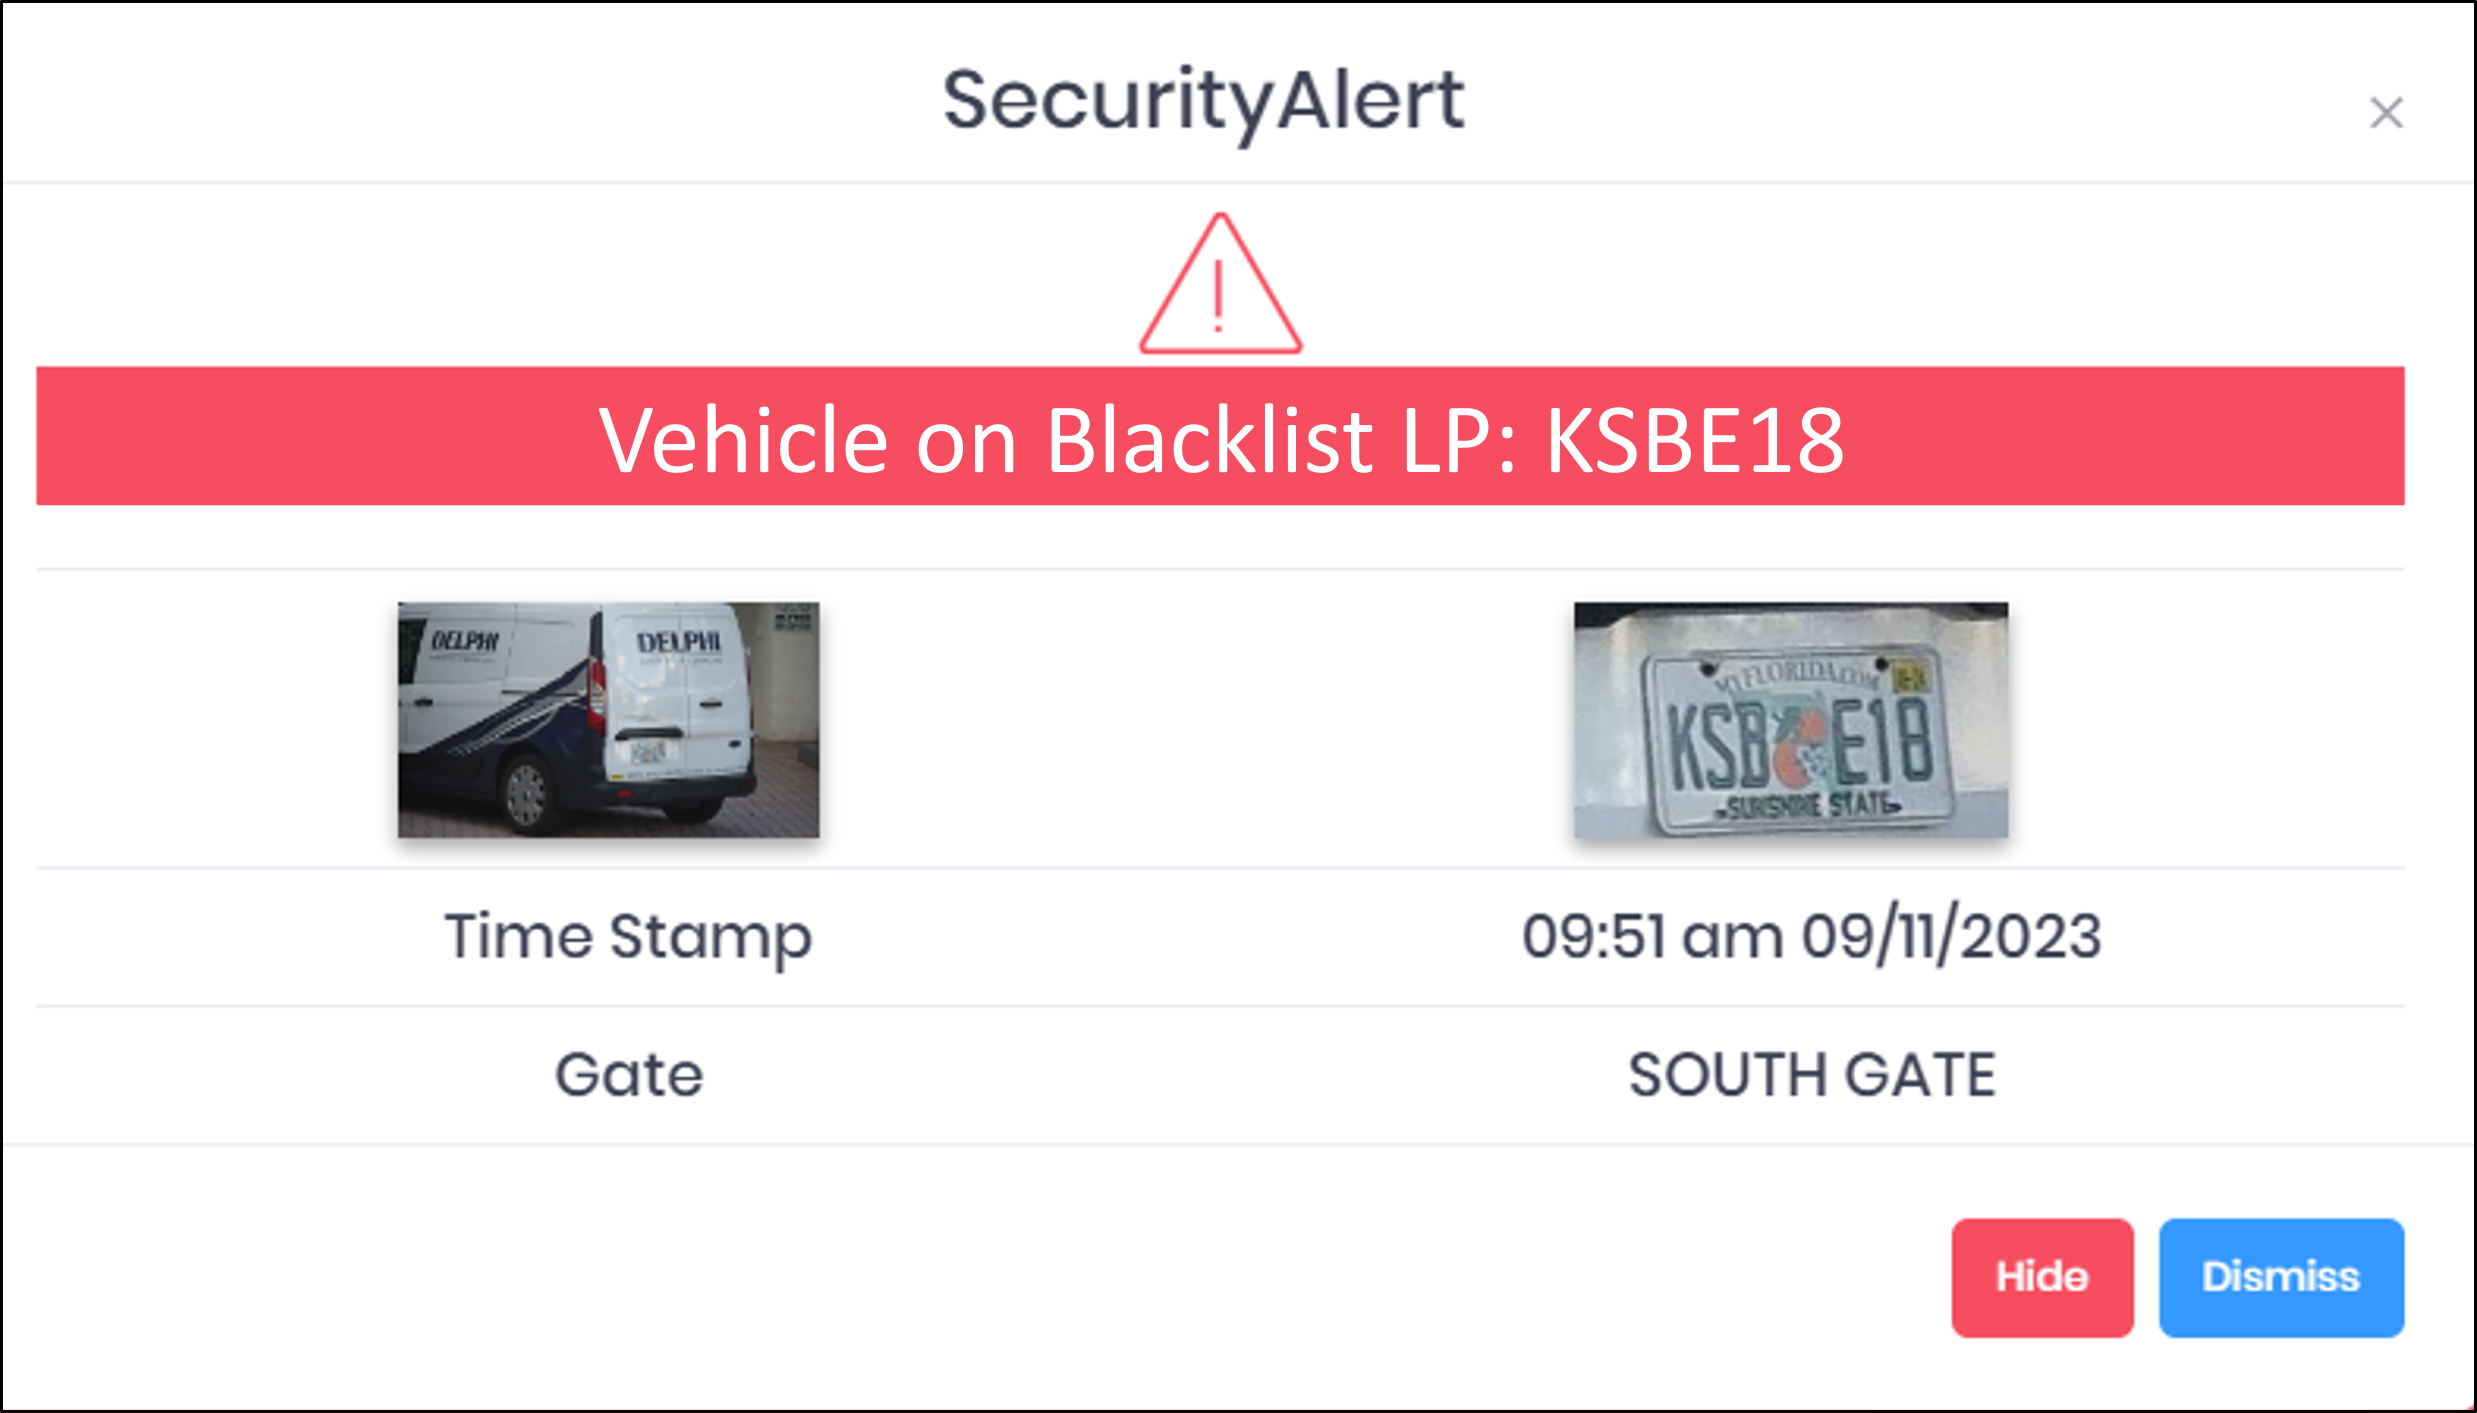 SecurityAlert
Vehicle on Blacklist LP: KSBE18
DELPHI
DELPHI
MYFLORIDA.COM
KSB E18
SUNSHINE STATE
Time Stamp
09:51 am 09/11/2023
Gate
SOUTH GATE
Hide
Dismiss